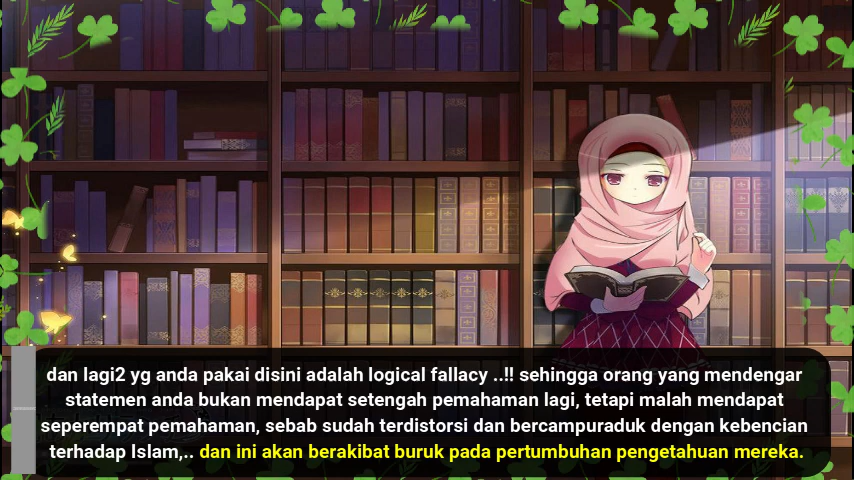 dan lagi2 yg anda pakai disini adalah logical fallacy ..!! sehingga orang yang mendengar
statemen anda bukan mendapat setengah pemahaman lagi, tetapi malah mendapat
seperempat pemahaman, sebab sudah terdistorsi dan bercampuraduk dengan kebencian
terhadap Islam,.. dan ini akan berakibat buruk pada pertumbuhan pengetahuan mereka.